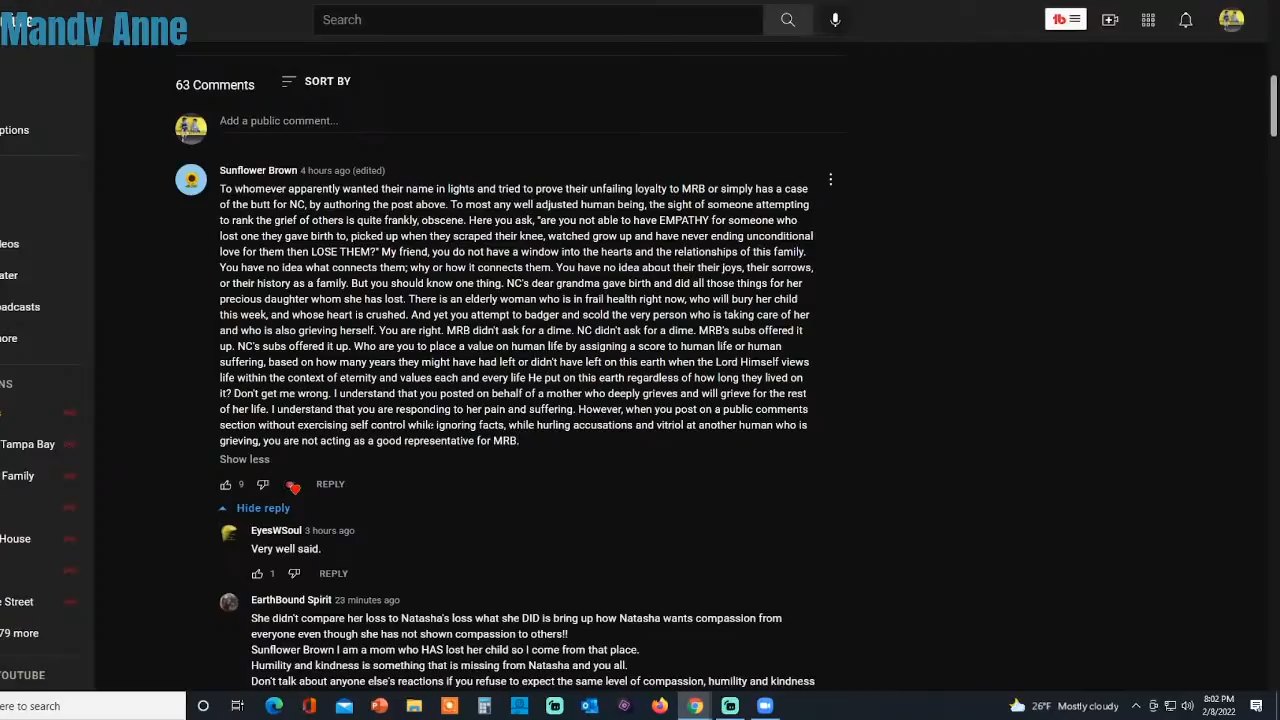 Mandy Anne
Search
63 Comments
SORT BY
Add a public comment...
Sunflower Brown 4 hours ago (edited)
To whomever apparently wanted their name in lights and tried to prove their unfailing loyalty to MRB or simply has a case
of the butt for NC, by authoring the post above. To most any well adjusted human being, the sight of someone attempting
to rank the grief of others is quite frankly, obscene. Here you ask, "are you not able to have EMPATHY for someone who
lost one they gave birth to, picked up when they scraped their knee, watched grow up and have never ending unconditional
love for them then LOSE THEM?" My friend, you do not have a window into the hearts and the relationships of this family.
You have no idea what connects them; why or how it connects them. You have no idea about their their joys, their sorrows,
or their history as a family. But you should know one thing. NC's dear grandma gave birth and did all those things for her
precious daughter whom she has lost. There is an elderly woman who is in frail health right now, who will bury her child
this week, and whose heart is crushed. And yet you attempt to badger and scold the very person who is taking care of her
and who is also grieving herself. You are right. MRB didn't ask for a dime. NC didn't ask for a dime. MRB's subs offered it
up. NC's subs offered it up. Who are you to place a value on human life by assigning a score to human life or human
suffering, based on how many years they might have had left or didn't have left on this earth when the Lord Himself views
life within the context of eternity and values each and every life He put on this earth regardless of how long they lived on
it? Don't get me wrong. I understand that you posted on behalf of a mother who deeply grieves and will grieve for the rest
of her life. I understand that you are responding to her pain and suffering. However, when you post on a public comments
section without exercising self control while ignoring facts, while hurling accusations and vitriol at another human who is
grieving, you are not acting as a good representative for MRB.
Show less
9 REPLY
Hide reply
EyesWSoul 3 hours ago
Very well said.
1 REPLY
EarthBound Spirit 23 minutes ago
She didn't compare her loss to Natasha's loss what she DID is bring up how Natasha wants compassion from
everyone even though she has not shown compassion to others!!
Sunflower Brown I am a mom who HAS lost her child so I come from that place.
Humility and kindness is something that is missing from Natasha and you all.
Don't talk about anyone else's reactions if you refuse to expect the same level of compassion, humility and kindness
ptions
deos
ater
oadcasts
ore
NS
Tampa Bay
Family
House
e Street
79 more
OUTUBE
ere to search
26°F Mostly cloudy
8:02 PM
2/8/2022